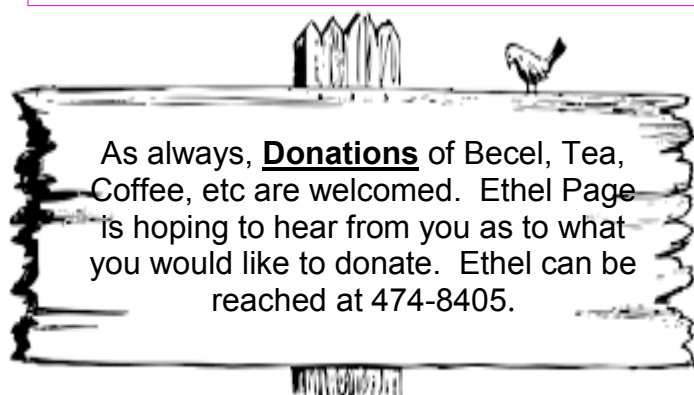 As always, Donations of Becel, Tea,
Coffee, etc are welcomed.  Ethel Page
is hoping to hear from you as to what
you would like to donate.  Ethel can be
reached at 474-8405.